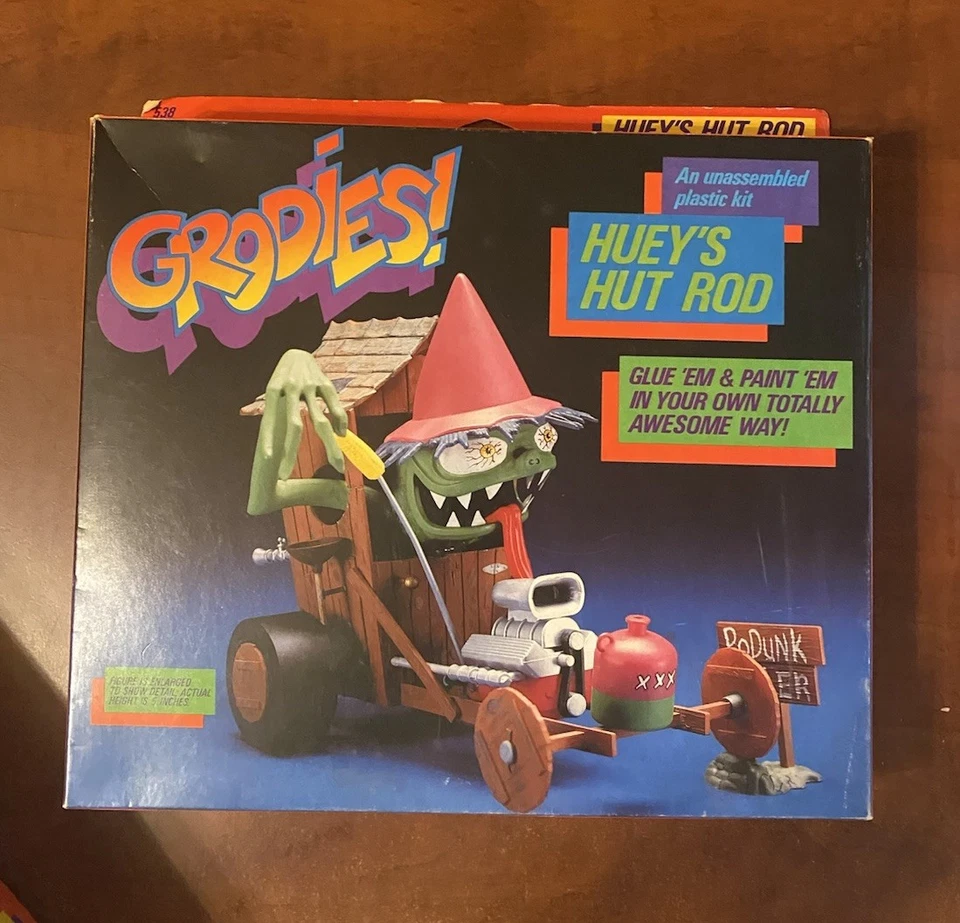 538
HUEY'S HUT ROD
GRODIES!
An unassembled
plastic kit
HUEY'S
HUT ROD
GLUE 'EM & PAINT 'EM
IN YOUR OWN TOTALLY
AWESOME WAY!
XXX
PODUNK
ER
FIGURE IS ENLARGED
TO SHOW DETAIL. ACTUAL
HEIGHT IS 5 INCHES.